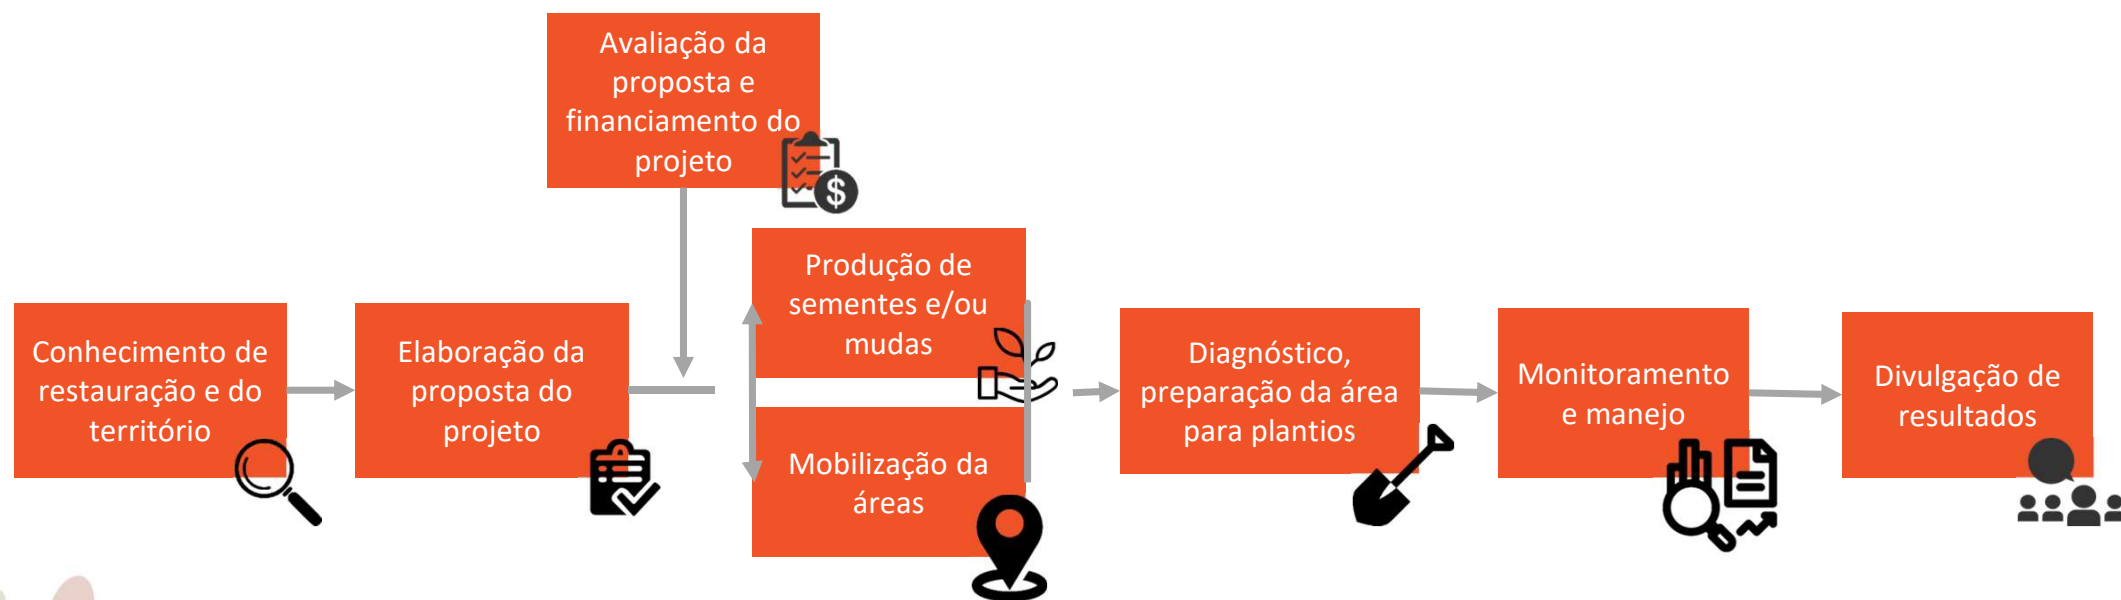 Avaliação da
proposta e
financiamento do
projeto
Conhecimento de
restauração e do
território
Elaboração da
proposta do
projeto
Produção de
sementes e/ou
mudas
Mobilização da
áreas
Diagnóstico,
preparação da área
para plantios
Monitoramento
e manejo
Divulgação de
resultados